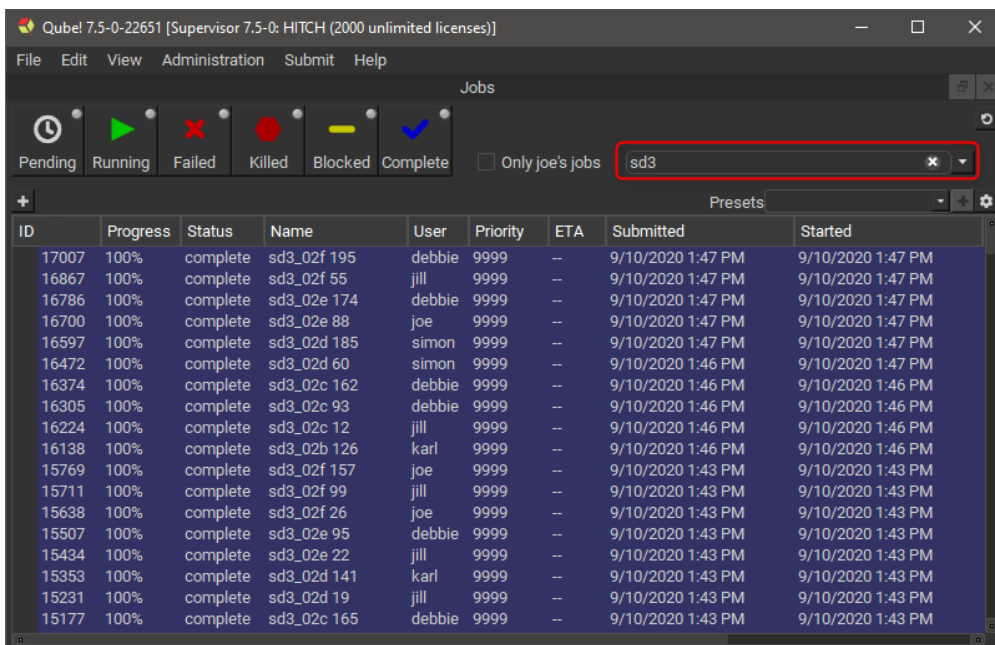 Qube! 7.5-0-22651 [Supervisor 7.5-0: HITCH (2000 unlimited licenses)]
File Edit View Administration Submit Help
Jobs
Pending Running Failed Killed Blocked Complete Only joe's jobs sd3
Presets
ID Progress Status Name User Priority ETA Submitted Started
17007 100% complete sd3_02f 195 debbie 9999 -- 9/10/2020 1:47 PM 9/10/2020 1:47 PM
16867 100% complete sd3_02f 55 jill 9999 -- 9/10/2020 1:47 PM 9/10/2020 1:47 PM
16786 100% complete sd3_02e 174 debbie 9999 -- 9/10/2020 1:47 PM 9/10/2020 1:47 PM
16700 100% complete sd3_02e 88 joe 9999 -- 9/10/2020 1:47 PM 9/10/2020 1:47 PM
16597 100% complete sd3_02d 185 simon 9999 -- 9/10/2020 1:47 PM 9/10/2020 1:47 PM
16472 100% complete sd3_02d 60 simon 9999 -- 9/10/2020 1:46 PM 9/10/2020 1:47 PM
16374 100% complete sd3_02c 162 debbie 9999 -- 9/10/2020 1:46 PM 9/10/2020 1:46 PM
16305 100% complete sd3_02c 93 debbie 9999 -- 9/10/2020 1:46 PM 9/10/2020 1:46 PM
16224 100% complete sd3_02c 12 jill 9999 -- 9/10/2020 1:46 PM 9/10/2020 1:46 PM
16138 100% complete sd3_02b 126 karl 9999 -- 9/10/2020 1:46 PM 9/10/2020 1:46 PM
15769 100% complete sd3_02f 157 joe 9999 -- 9/10/2020 1:43 PM 9/10/2020 1:43 PM
15711 100% complete sd3_02f 99 jill 9999 -- 9/10/2020 1:43 PM 9/10/2020 1:43 PM
15638 100% complete sd3_02f 26 joe 9999 -- 9/10/2020 1:43 PM 9/10/2020 1:43 PM
15507 100% complete sd3_02e 95 debbie 9999 -- 9/10/2020 1:43 PM 9/10/2020 1:43 PM
15434 100% complete sd3_02e 22 jill 9999 -- 9/10/2020 1:43 PM 9/10/2020 1:43 PM
15353 100% complete sd3_02d 141 karl 9999 -- 9/10/2020 1:43 PM 9/10/2020 1:43 PM
15231 100% complete sd3_02d 19 jill 9999 -- 9/10/2020 1:43 PM 9/10/2020 1:43 PM
15177 100% complete sd3_02c 165 debbie 9999 -- 9/10/2020 1:43 PM 9/10/2020 1:43 PM